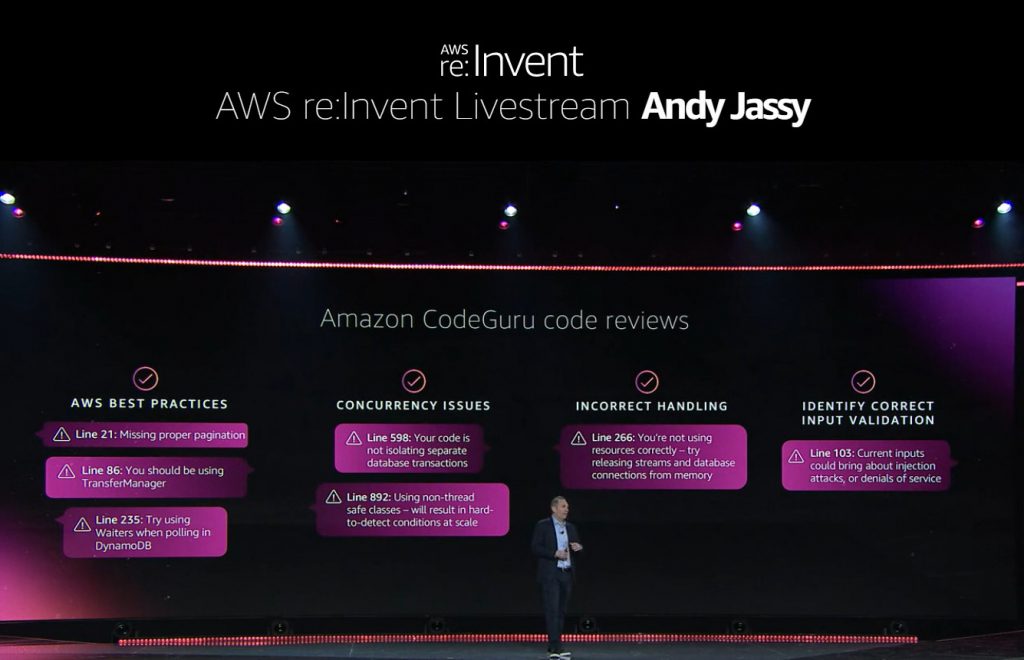 AWS
re:Invent
AWS re:Invent Livestream Andy Jassy
Amazon CodeGuru code reviews
AWS BEST PRACTICES
Line 21: Missing proper pagination
Line 86: You should be using
TransferManager
Line 235: Try using
Waiters when polling in
DynamoDB
CONCURRENCY ISSUES
Line 598: Your code is
not isolating separate
database transactions
Line 892: Using non-thread
safe classes – will result in hard-
to-detect conditions at scale
INCORRECT HANDLING
Line 266: You're not using
resources correctly – try
releasing streams and database
connections from memory
IDENTIFY CORRECT
INPUT VALIDATION
Line 103: Current inputs
could bring about injection
attacks, or denials of service